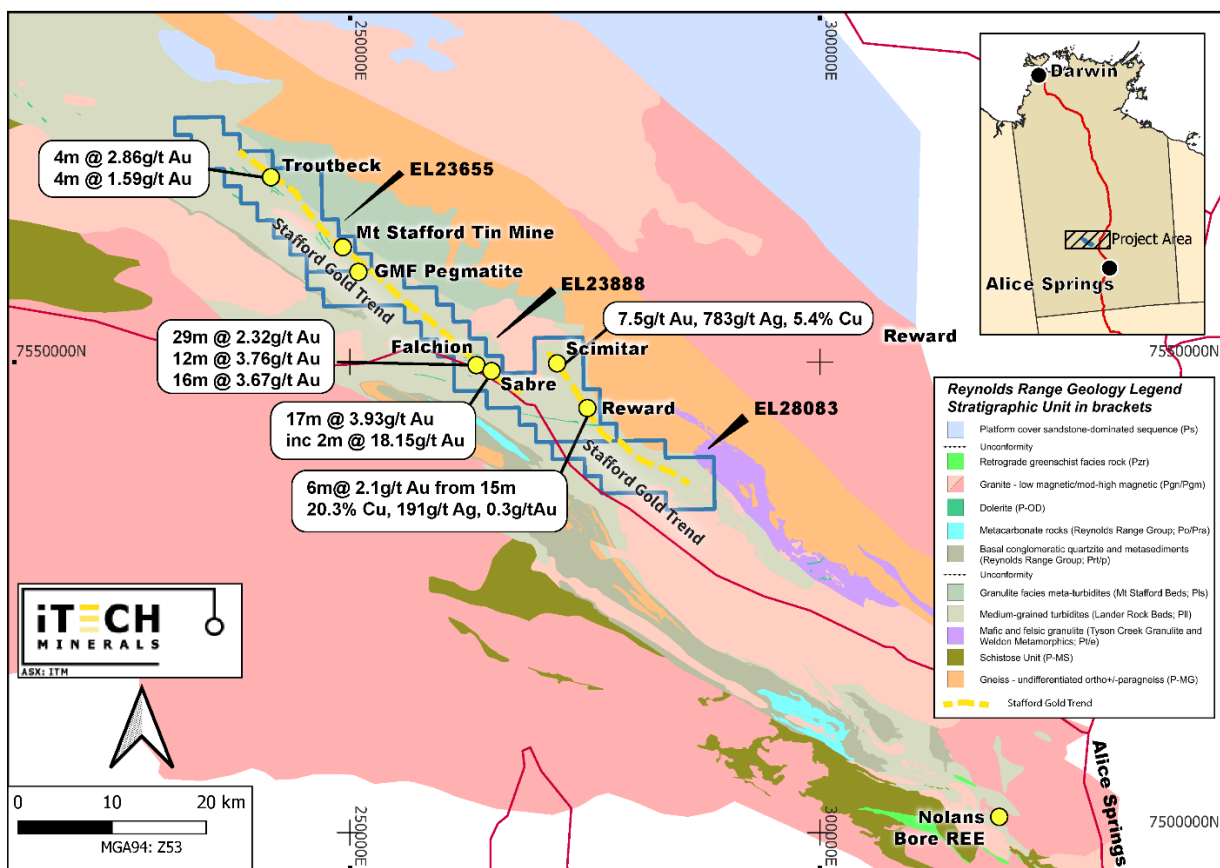 250000E
300000E
Darwin
Project Area
Alice Springs
4m @ 2.86g/t Au
4m @ 1.59g/t Au
Troutbeck
EL23655
Mt Stafford Tin Mine
GMF Pegmatite
Stafford Gold Trend
EL23888
7.5g/t Au, 783g/t Ag, 5.4% Cu
29m @ 2.32g/t Au
12m @ 3.76g/t Au
16m @ 3.67g/t Au
Falchion
Sabre
Scimitar
Reward
7550000N
7550000N
17m @ 3.93g/t Au
inc 2m @ 18.15g/t Au
Reward
EL28083
6m@ 2.1g/t Au from 15m
20.3% Cu, 191g/t Ag, 0.3g/tAu
Stafford Gold Trend
Reynolds Range Geology Legend
Stratigraphic Unit in brackets
Platform cover sandstone-dominated sequence (Ps)
Unconformity
Retrograde greenschist facies rock (Pzr)
Granite - low magnetic/mod-high magnetic (Pgn/Pgm)
Dolerite (P-OD)
Metacarbonate rocks (Reynolds Range Group; Po/Pra)
Basal conglomeratic quartzite and metasediments
(Reynolds Range Group; Prt/p)
Unconformity
Granulite facies meta-turbidites (Mt Stafford Beds; Pls)
Medium-grained turbidites (Lander Rock Beds; Pll)
Mafic and felsic granulite (Tyson Creek Granulite and
Weldon Metamorphics; Pt/e)
Schistose Unit (P-MS)
Gneiss - undifferentiated ortho+/-paragneiss (P-MG)
Stafford Gold Trend
iTECH
MINERALS
ASX: ITM
0 10 20 km
MGA94: Z53
250000E
300000E
Nolans
Bore REE
Alice Springs
7500000N